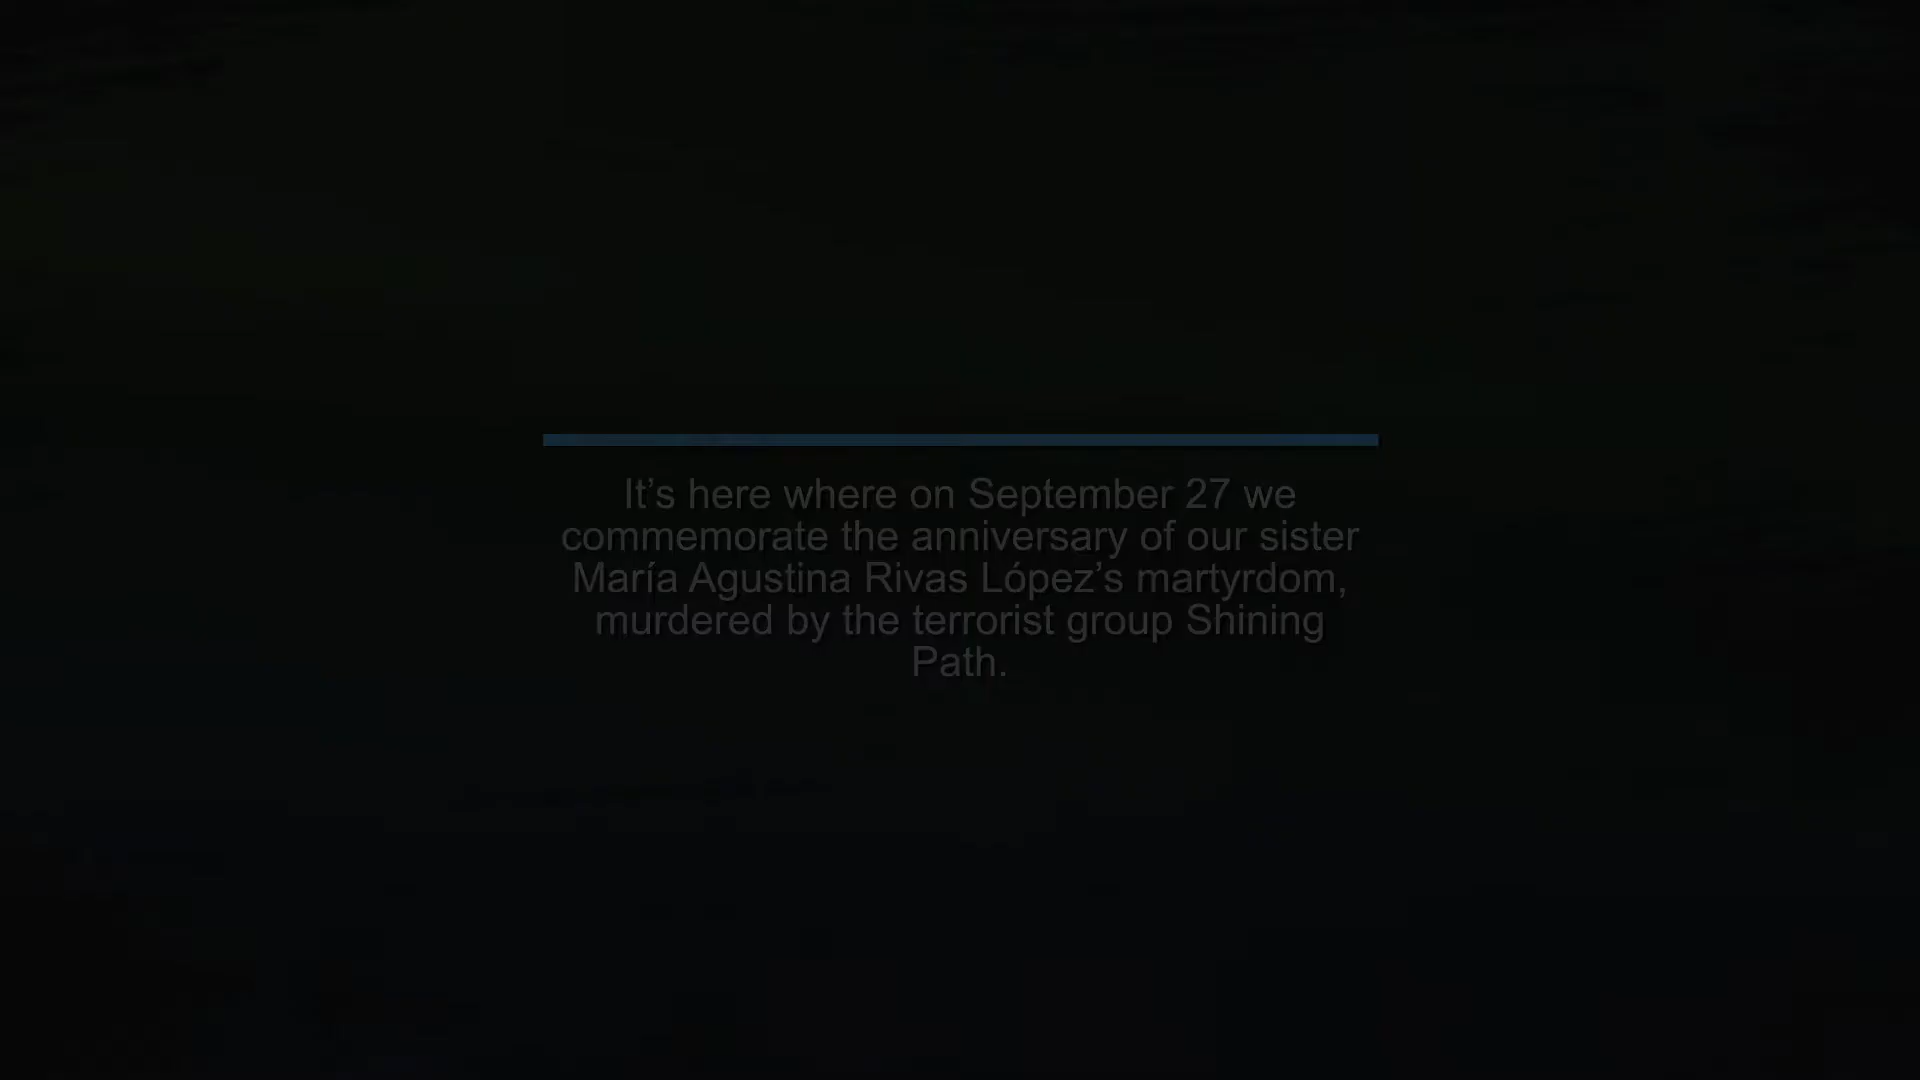 It’s here where on September 27 we
commemorate the anniversary of our sister
María Agustina Rivas López’s martyrdom,
murdered by the terrorist group Shining
Path.